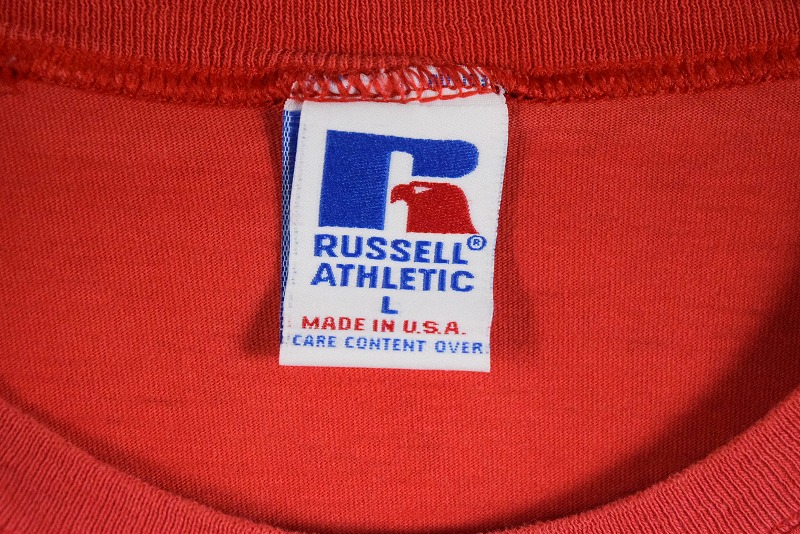 RUSSELL®
ATHLETIC
L
MADE IN U.S.A.
CARE CONTENT OVER